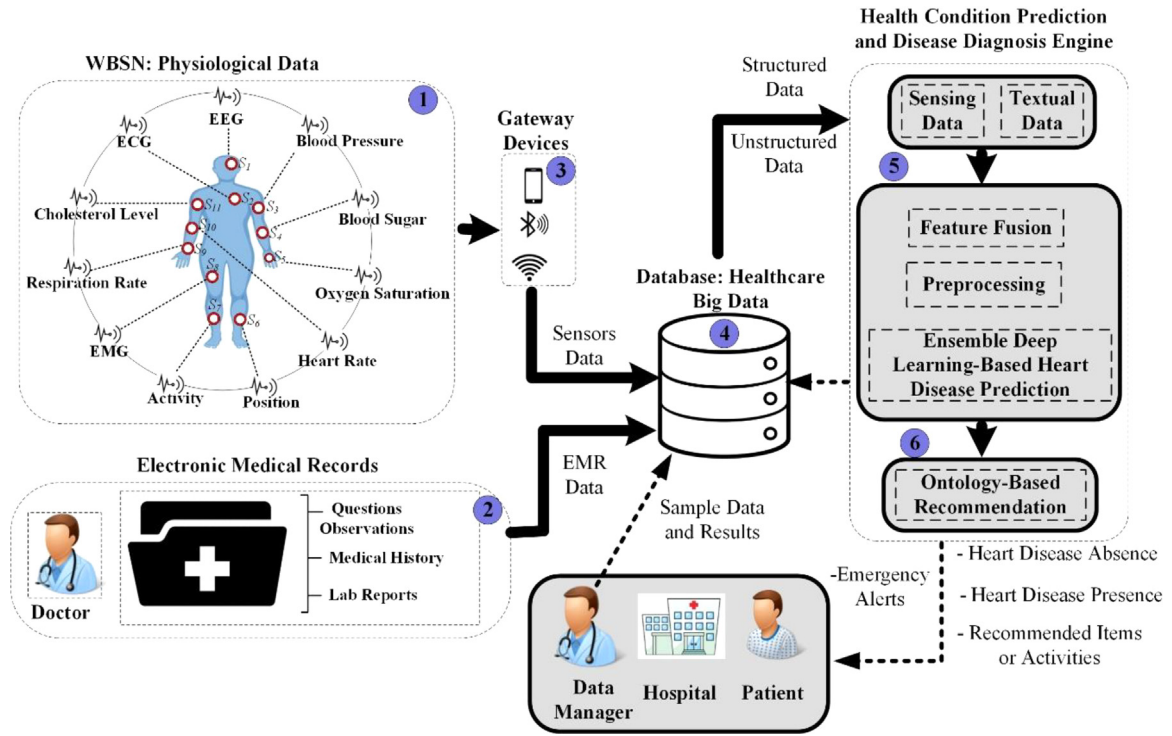 WBSN: Physiological Data
1
EEG
ECG
Blood Pressure
Cholesterol Level
Blood Sugar
Respiration Rate
Oxygen Saturation
EMG
Heart Rate
Activity
Position
S1
S2
S3
S4
S5
S6
S7
S8
S9
S10
S11
Electronic Medical Records
2
Doctor
Questions
Observations
Medical History
Lab Reports
Gateway
Devices
3
Sensors
Data
EMR
Data
Database: Healthcare
Big Data
4
Structured
Data
Unstructured
Data
Health Condition Prediction
and Disease Diagnosis Engine
Sensing
Data
Textual
Data
5
Feature Fusion
Preprocessing
Ensemble Deep
Learning-Based Heart
Disease Prediction
6
Ontology-Based
Recommendation
Sample Data
and Results
-Emergency
Alerts
- Heart Disease Absence
- Heart Disease Presence
- Recommended Items
or Activities
Data
Manager
Hospital
Patient